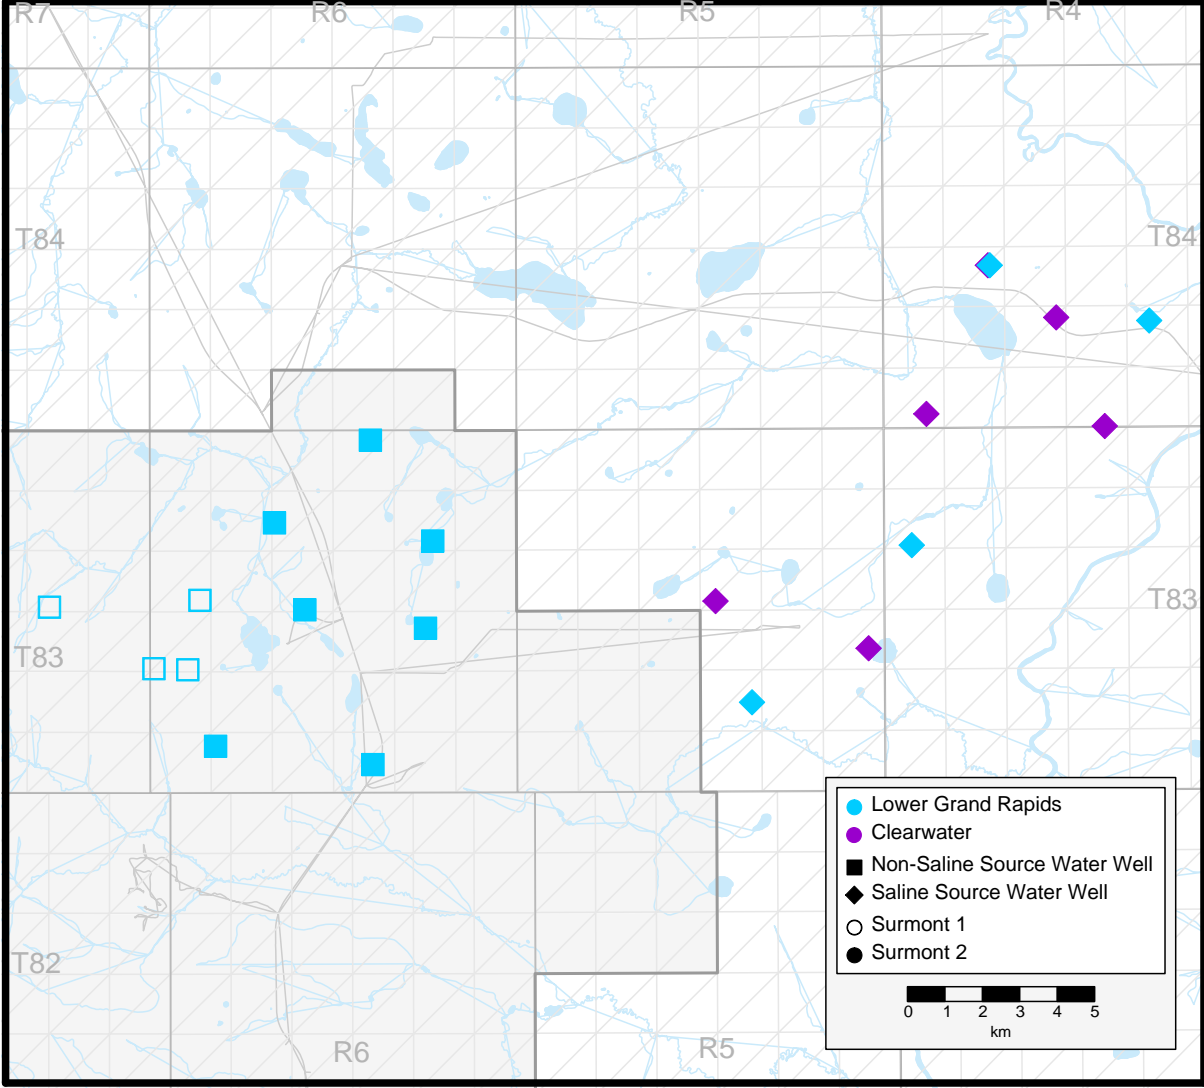 R7 R6 R5 R4
T84 T84
T83
T83
Lower Grand Rapids
Clearwater
Non-Saline Source Water Well
Saline Source Water Well
Surmont 1
Surmont 2
T82
0 1 2 3 4 5
km
R6 R5